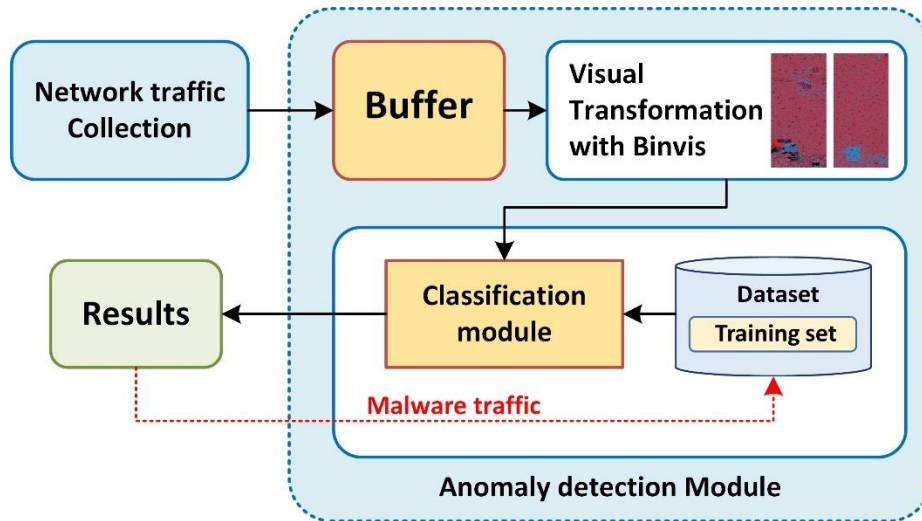 Network traffic
Collection
Buffer
Visual
Transformation
with Binvis
Results
Classification
module
Dataset
Training set
Malware traffic
Anomaly detection Module